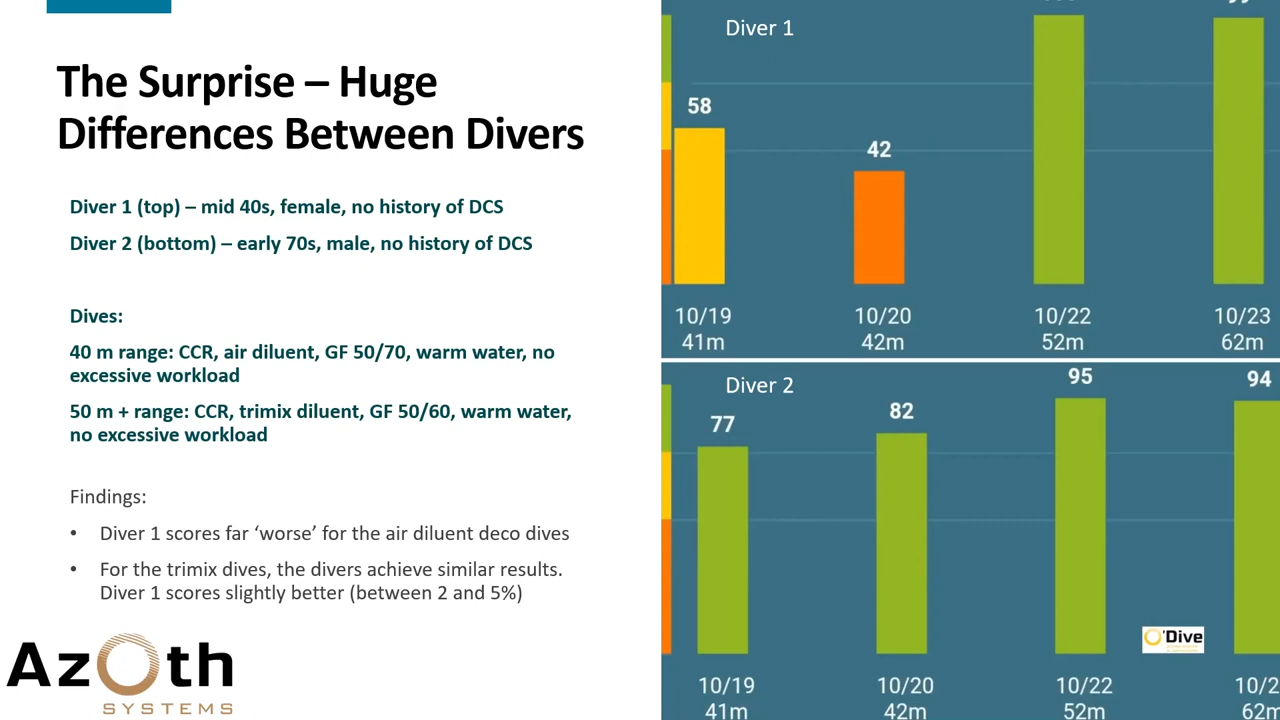 The Surprise – Huge
Differences Between Divers
Diver 1 (top) – mid 40s, female, no history of DCS
Diver 2 (bottom) – early 70s, male, no history of DCS
Dives:
40 m range: CCR, air diluent, GF 50/70, warm water, no
excessive workload
50 m + range: CCR, trimix diluent, GF 50/60, warm water,
no excessive workload
Findings:
• Diver 1 scores far ‘worse’ for the air diluent deco dives
• For the trimix dives, the divers achieve similar results.
Diver 1 scores slightly better (between 2 and 5%)
AzOth
SYSTEMS
Diver 1
58
42
10/19
41m
10/20
42m
10/22
52m
10/23
62m
Diver 2
77
82
95
94
O'Dive
10/19
41m
10/20
42m
10/22
52m
10/2
62m